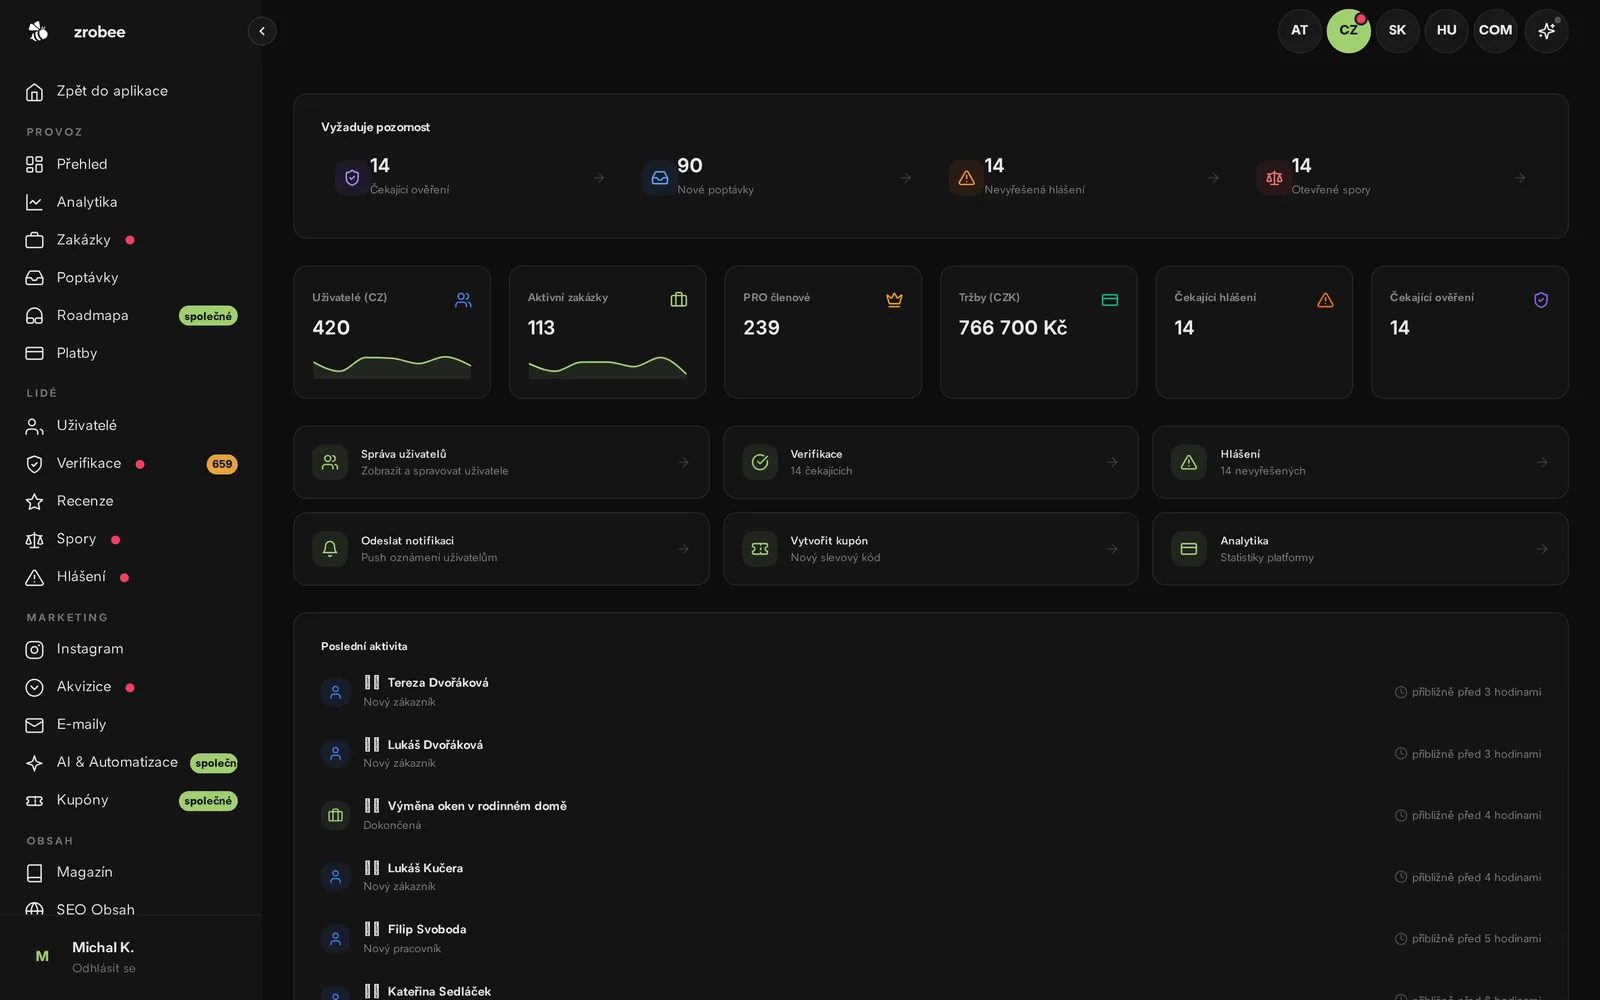 zrobee
AT
CZ
SK
HU
COM
Zpět do aplikace
PROVOZ
Přehled
Analytika
Zakázky
Poptávky
Roadmapa
společné
Platby
LIDÉ
Uživatelé
Verifikace
659
Recenze
Spory
Hlášení
MARKETING
Instagram
Akvizice
E-maily
AI & Automatizace
společn
Kupóny
společné
OBSAH
Magazín
SEO Obsah
M
Michal K.
Odhlásit se
Vyžaduje pozornost
14
Čekající ověření
90
Nové poptávky
14
Nevyřešená hlášení
14
Otevřené spory
Uživatelé (CZ)
420
Aktivní zakázky
113
PRO členové
239
Tržby (CZK)
766 700 Kč
Čekající hlášení
14
Čekající ověření
14
Správa uživatelů
Zobrazit a spravovat uživatele
Verifikace
14 čekajících
Hlášení
14 nevyřešených
Odeslat notifikaci
Push oznámení uživatelům
Vytvořit kupón
Nový slevový kód
Analytika
Statistiky platformy
Poslední aktivita
Tereza Dvořáková
Nový zákazník
přibližně před 3 hodinami
Lukáš Dvořáková
Nový zákazník
přibližně před 3 hodinami
Výměna oken v rodinném domě
Dokončená
přibližně před 4 hodinami
Lukáš Kučera
Nový zákazník
přibližně před 4 hodinami
Filip Svoboda
Nový pracovník
přibližně před 5 hodinami
Kateřina Sedláček